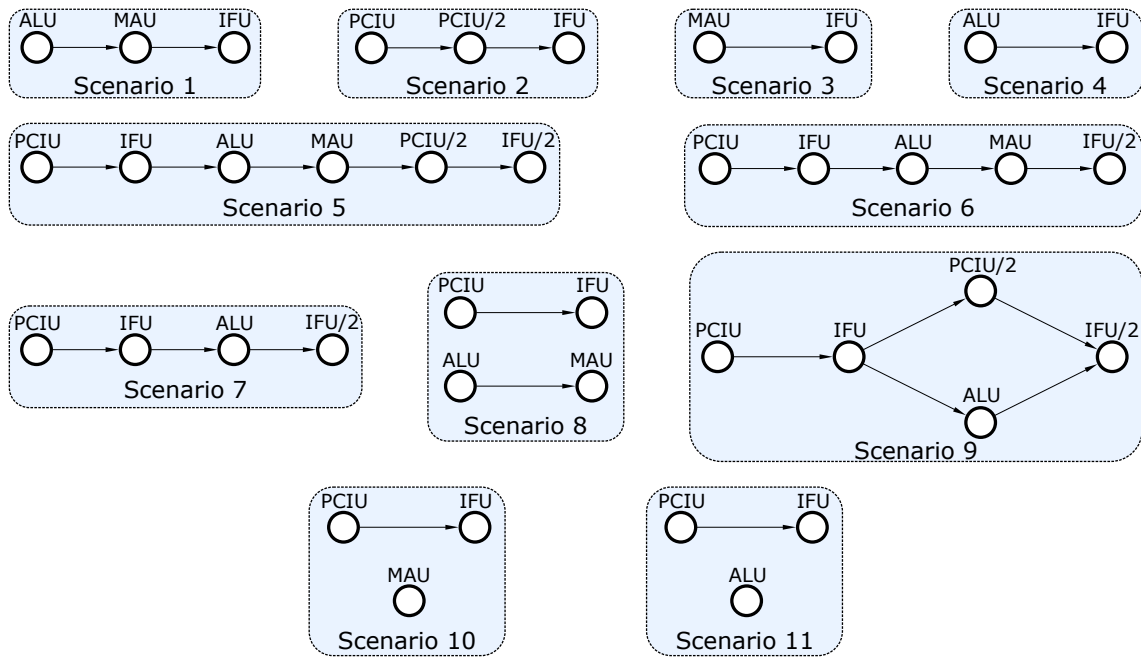 ALU MAU IFU
Scenario 1
PCIU PCIU/2 IFU
Scenario 2
MAU IFU
Scenario 3
ALU IFU
Scenario 4
PCIU IFU ALU MAU PCIU/2 IFU/2
Scenario 5
PCIU IFU ALU MAU IFU/2
Scenario 6
PCIU IFU ALU IFU/2
Scenario 7
PCIU IFU
ALU MAU
Scenario 8
PCIU/2
PCIU IFU IFU/2
ALU
Scenario 9
PCIU IFU
MAU
Scenario 10
PCIU IFU
ALU
Scenario 11